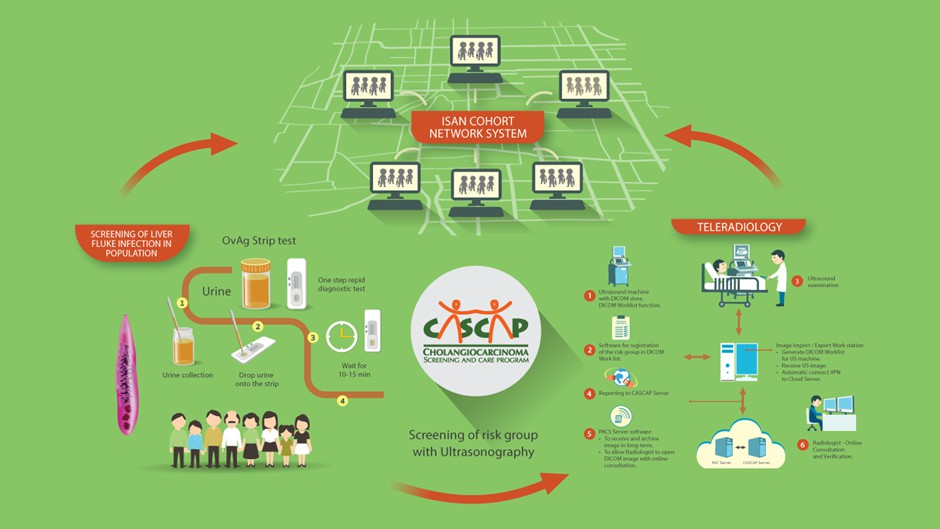 ISAN COHORT
NETWORK SYSTEM
SCREENING OF LIVER
FLUKE INFECTION IN
POPULATION
OvAg Strip test
Urine
One step repid
diagnostic test
1
Urine collection
2
Drop urine
onto the strip
3
Wait for
10-15 min
4
CASCAP
CHOLANGIOCARCINOMA
SCREENING AND CARE PROGRAM
Screening of risk group
with Ultrasonography
TELERADIOLOGY
1
Ultrasound machine
with DICOM store,
DICOM Worklist function.
2
Software for registration
of the risk group in DICOM
Work list.
3
Ultrasound
examination
Image Import / Export Work station
• Generate DICOM Worklist
for US machine.
• Receive US image.
• Automatic connect VPN
to Cloud Server.
4
Reporting to CASCAP Server
5
PACS Server software
• To receive and archive
image in long-term.
• To allow Radiologist to open
DICOM image with online
consultation.
PAC Server
CASCAP Server
6
Radiologist - Online
Consultation
and Verification.